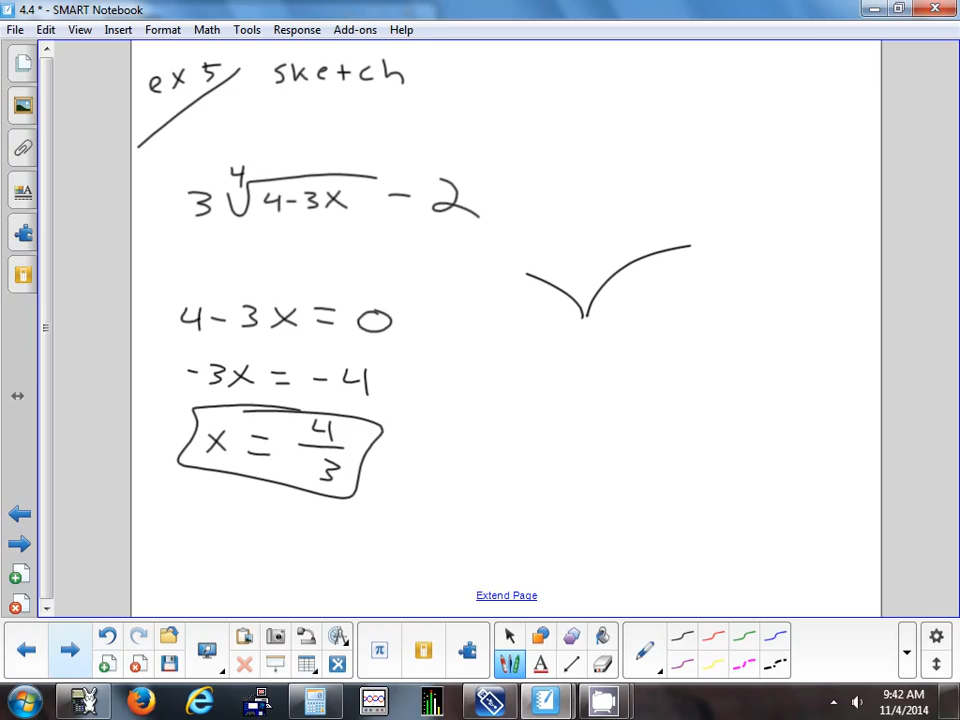 4.4 * - SMART Notebook
File Edit View Insert Format Math Tools Response Add-ons Help
ex 5 sketch
3 ∜(4-3x) - 2
4-3x = 0
-3x = -4
x = 4/3
Extend Page
π
A
9:42 AM
11/4/2014